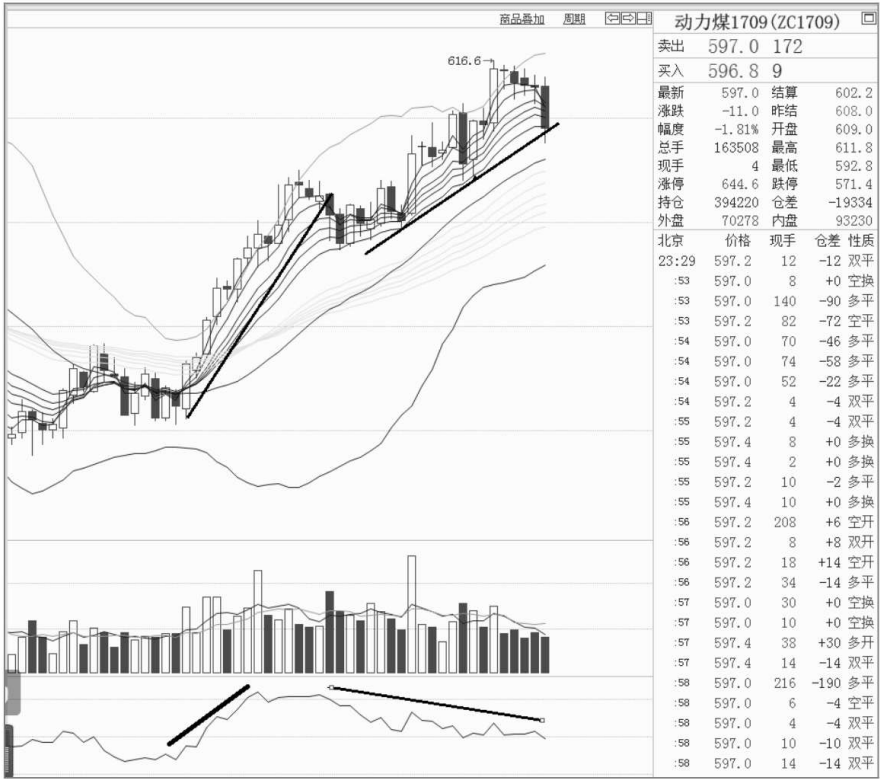 商品叠加 周期
616.6
动力煤1709(ZC1709)
卖出 597.0 172
买入 596.8 9
最新 597.0 结算 602.2
涨跌 -11.0 昨结 608.0
幅度 -1.81% 开盘 609.0
总手 163508 最高 611.8
现手 4 最低 592.8
涨停 644.6 跌停 571.4
持仓 394220 仓差 -19334
外盘 70278 内盘 93230
北京 价格 现手 仓差 性质
23:29 597.2 12 -12 双平
:53 597.0 8 +0 空换
:53 597.0 140 -90 多平
:53 597.2 82 -72 空平
:54 597.0 70 -46 多平
:54 597.0 74 -58 多平
:54 597.0 52 -22 多平
:54 597.2 4 -4 双平
:55 597.2 4 -4 双平
:55 597.4 8 +0 多换
:55 597.4 2 +0 多换
:55 597.2 10 -2 多平
:55 597.4 10 +0 多换
:56 597.2 208 +6 空开
:56 597.2 8 +8 双开
:56 597.2 18 +14 空开
:56 597.2 34 -14 多平
:57 597.0 30 +0 空换
:57 597.0 10 +0 空换
:57 597.4 38 +30 多开
:57 597.4 14 -14 双平
:58 597.0 216 -190 多平
:58 597.0 6 -4 空平
:58 597.0 4 -4 双平
:58 597.0 10 -10 双平
:58 597.0 14 -14 双平